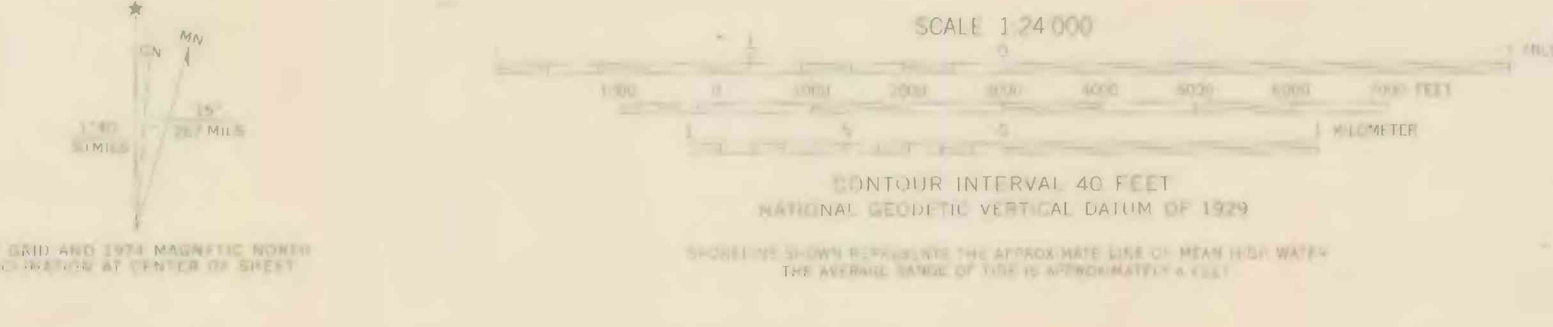 SCALE 1:24 000
1/2 0 1
1000 0 1000 2000 3000 4000 5000 6000 7000 FEET
1 .5 0 1 KILOMETER
CONTOUR INTERVAL 40 FEET
NATIONAL GEODETIC VERTICAL DATUM OF 1929
SHORELINE SHOWN REPRESENTS THE APPROXIMATE LINE OF MEAN HIGH WATER
THE AVERAGE RANGE OF TIDE IS APPROXIMATELY FEET
GN
MN
15°
267 MILS
1°40
MILS
GRID AND 1974 MAGNETIC NORTH
AT CENTER OF SHEET